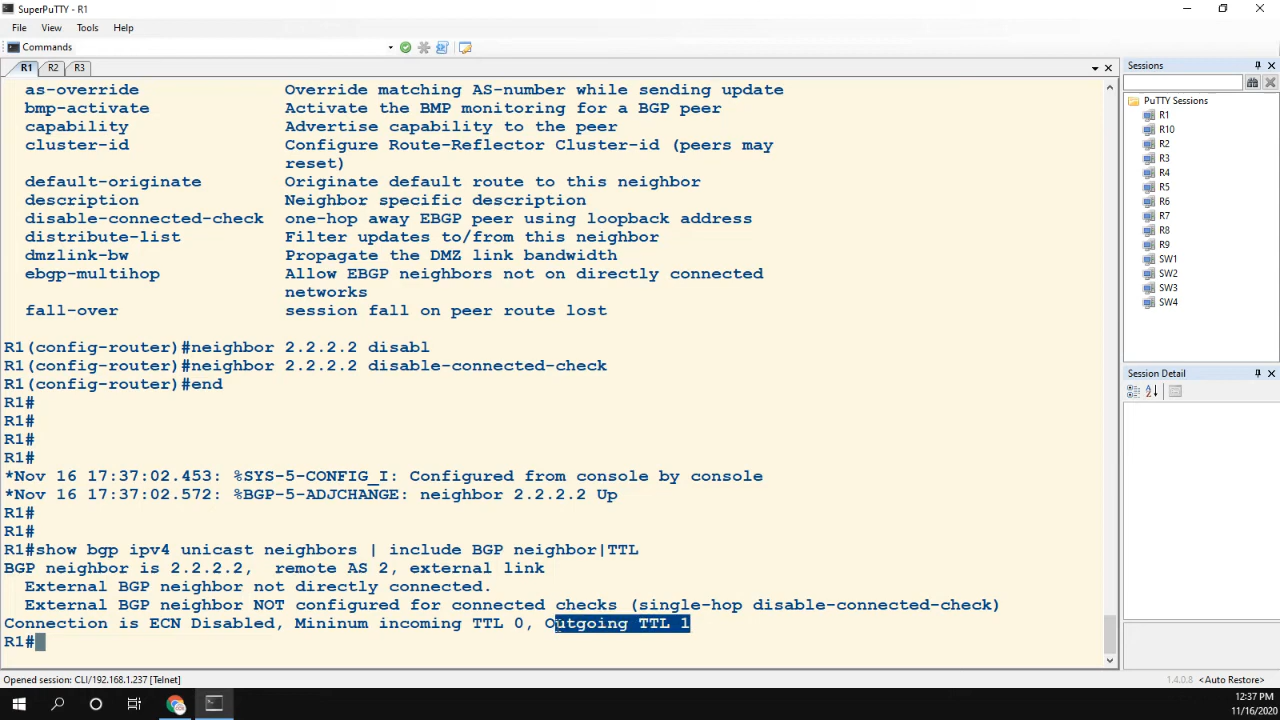 SuperPuTTY - R1
File View Tools Help
Commands
R1 R2 R3
as-override Override matching AS-number while sending update
bmp-activate Activate the BMP monitoring for a BGP peer
capability Advertise capability to the peer
cluster-id Configure Route-Reflector Cluster-id (peers may
reset)
default-originate Originate default route to this neighbor
description Neighbor specific description
disable-connected-check one-hop away EBGP peer using loopback address
distribute-list Filter updates to/from this neighbor
dmzlink-bw Propagate the DMZ link bandwidth
ebgp-multihop Allow EBGP neighbors not on directly connected
networks
fall-over session fall on peer route lost
R1(config-router)#neighbor 2.2.2.2 disabl
R1(config-router)#neighbor 2.2.2.2 disable-connected-check
R1(config-router)#end
R1#
R1#
R1#
R1#
*Nov 16 17:37:02.453: %SYS-5-CONFIG_I: Configured from console by console
*Nov 16 17:37:02.572: %BGP-5-ADJCHANGE: neighbor 2.2.2.2 Up
R1#
R1#
R1#show bgp ipv4 unicast neighbors | include BGP neighbor|TTL
BGP neighbor is 2.2.2.2, remote AS 2, external link
External BGP neighbor not directly connected.
External BGP neighbor NOT configured for connected checks (single-hop disable-connected-check)
Connection is ECN Disabled, Mininum incoming TTL 0, Outgoing TTL 1
R1#
Sessions
PuTTY Sessions
R1
R10
R2
R3
R4
R5
R6
R7
R8
R9
SW1
SW2
SW3
SW4
Session Detail
Opened session: CLI/192.168.1.237 [Telnet]
1.4.0.8 <Auto Restore>
12:37 PM
11/16/2020